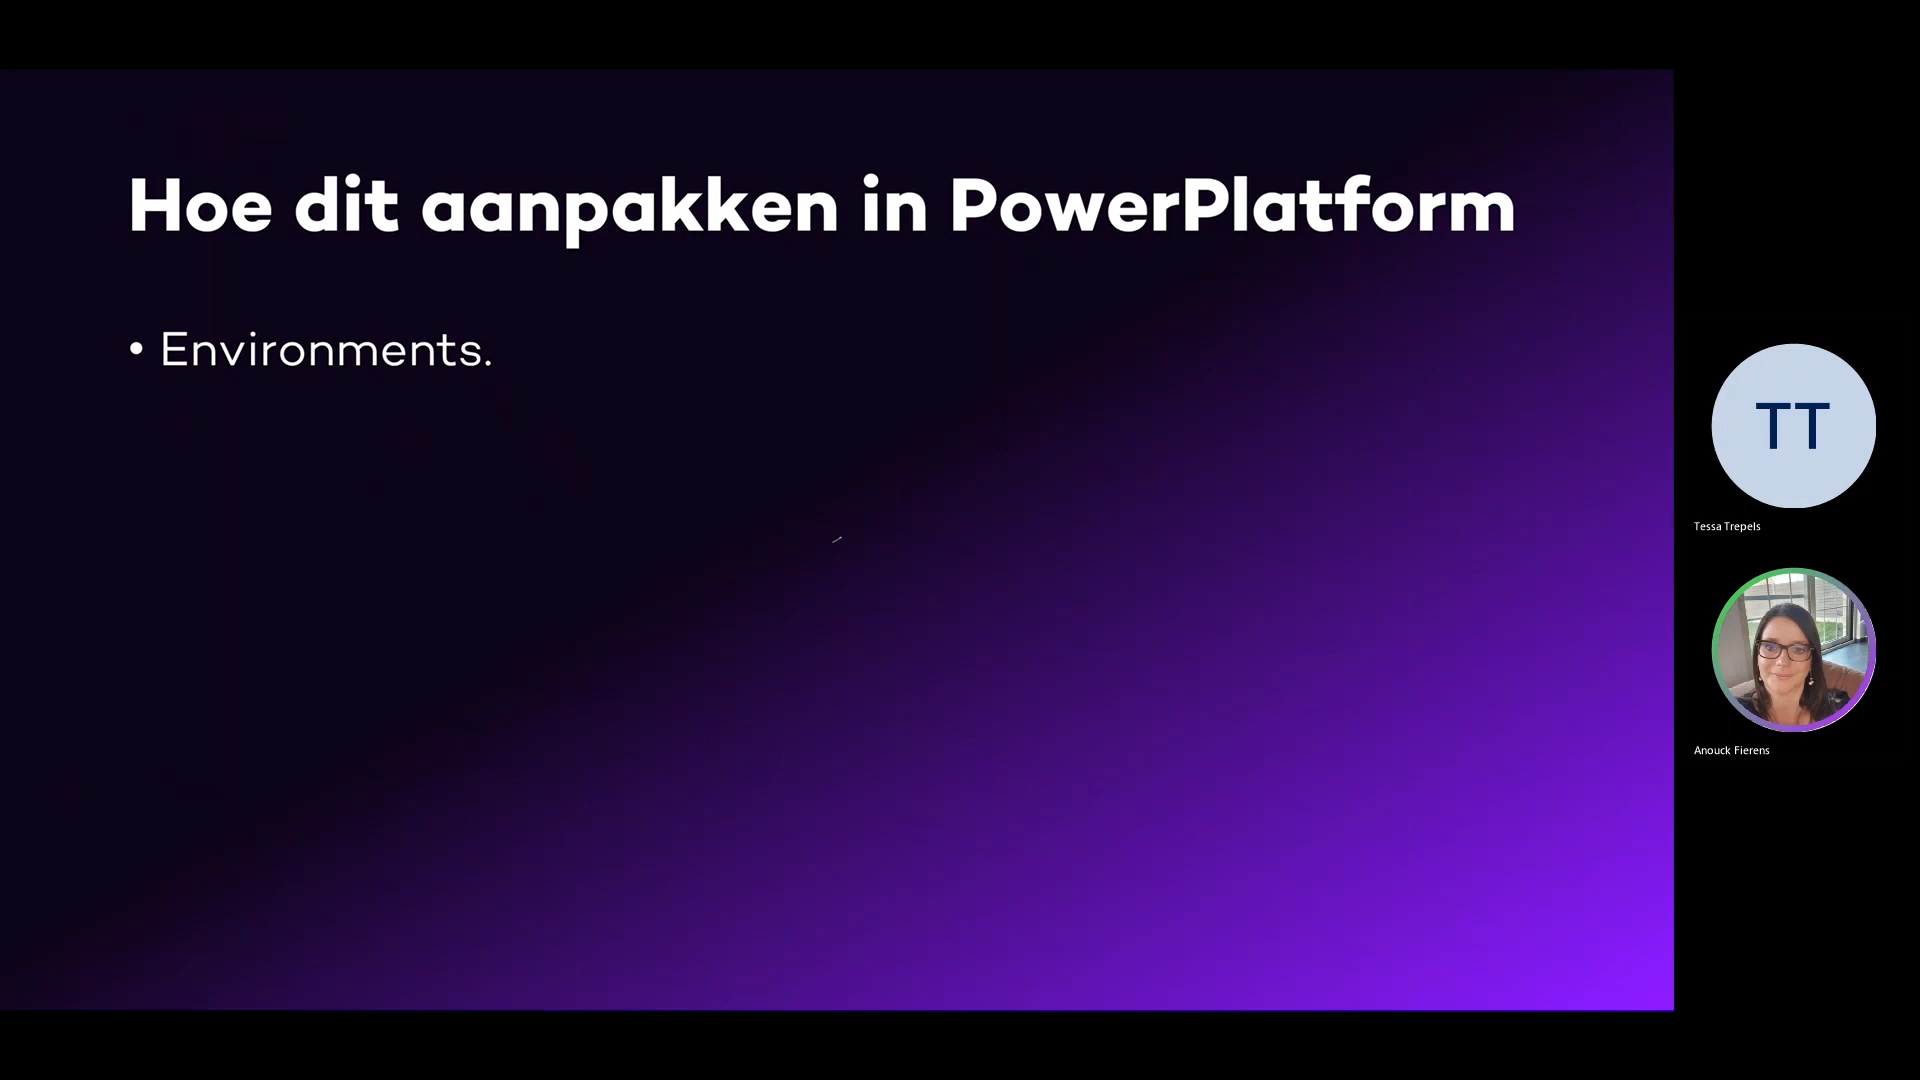 Hoe dit aanpakken in PowerPlatform
• Environments.
TT
Tessa Trepels
Anouck Fierens